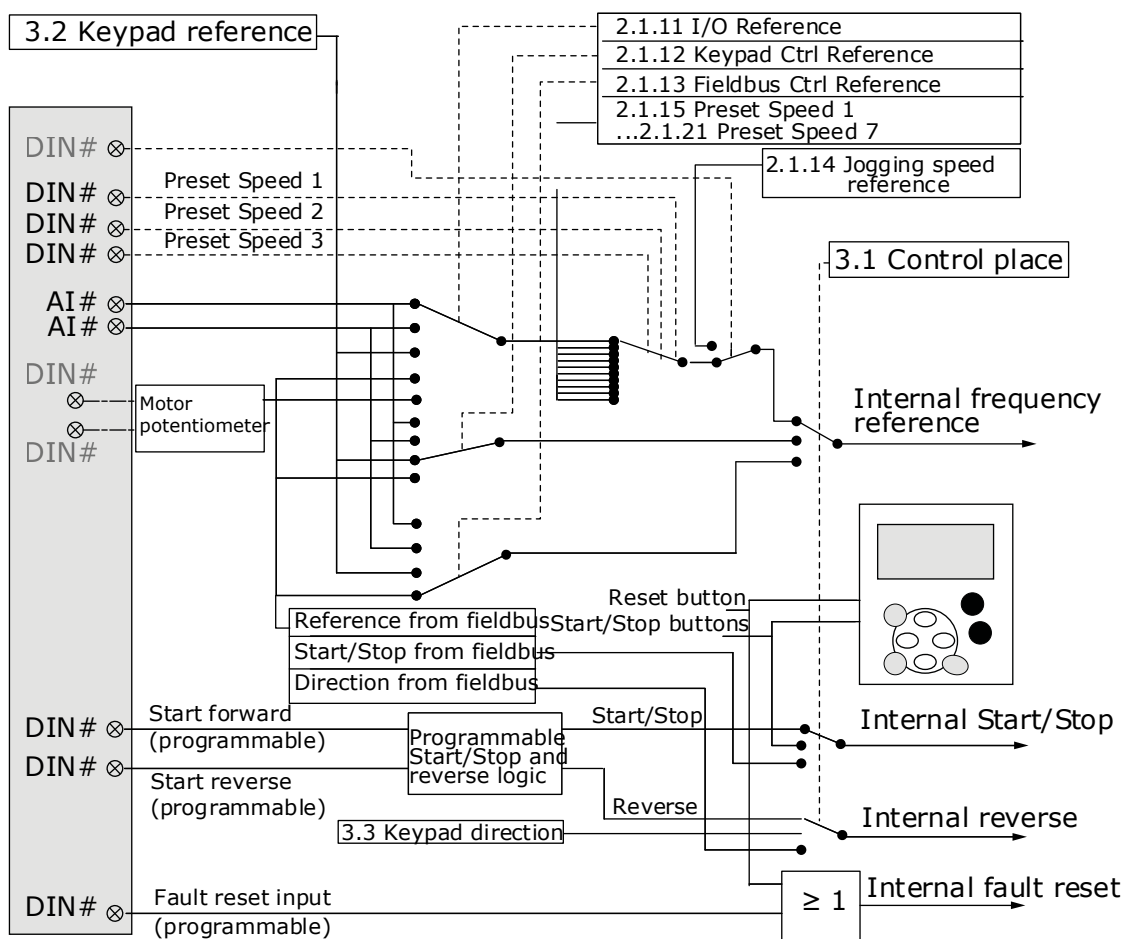 3.2 Keypad reference
2.1.11 I/O Reference
2.1.12 Keypad Ctrl Reference
2.1.13 Fieldbus Ctrl Reference
2.1.15 Preset Speed 1
...2.1.21 Preset Speed 7
2.1.14 Jogging speed
reference
3.1 Control place
DIN#
DIN#
Preset Speed 1
DIN#
Preset Speed 2
DIN#
Preset Speed 3
AI#
AI#
DIN#
Motor
potentiometer
DIN#
Internal frequency
reference
Reset button
Start/Stop buttons
Reference from fieldbus
Start/Stop from fieldbus
Direction from fieldbus
DIN#
Start forward
(programmable)
DIN#
Start reverse
(programmable)
Programmable
Start/Stop and
reverse logic
Start/Stop
Internal Start/Stop
Reverse
3.3 Keypad direction
Internal reverse
DIN#
Fault reset input
(programmable)
≥ 1
Internal fault reset